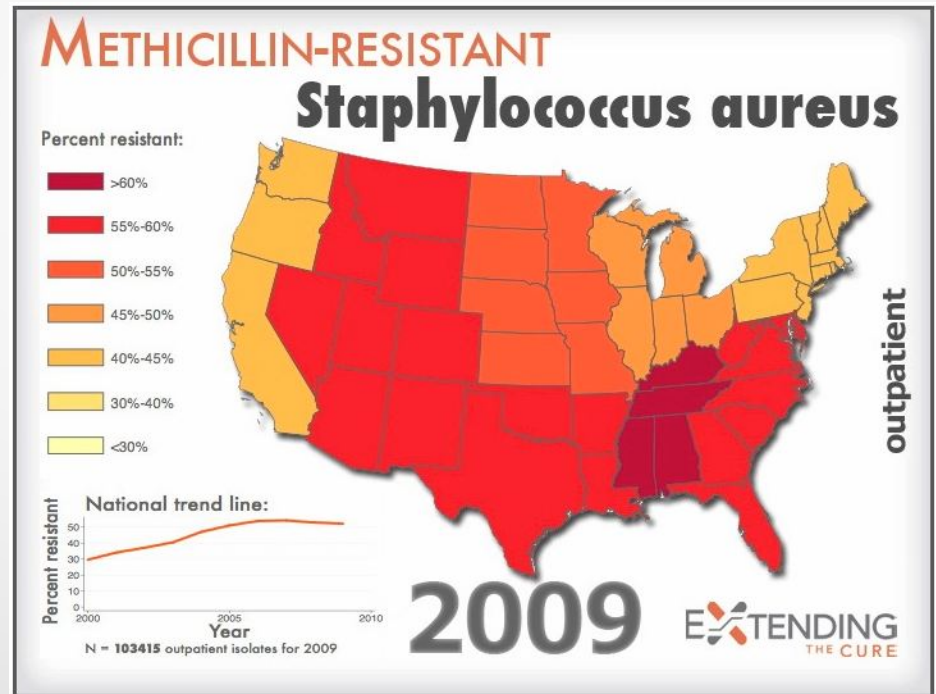 METHICILLIN-RESISTANT
Staphylococcus aureus
Percent resistant:
>60%
55%-60%
50%-55%
45%-50%
40%-45%
30%-40%
<30%
outpatient
National trend line:
Percent resistant
50
40
30
20
10
0
2000 2005 2010
Year
N = 103415 outpatient isolates for 2009
2009
EXTENDING
THE CURE